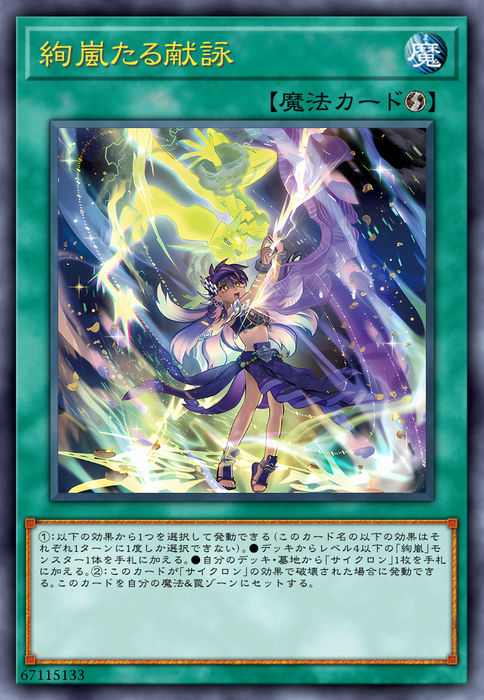 絢嵐たる献詠
魔
【魔法カード】
①:以下の効果から1つを選択して発動できる(このカード名の以下の効果はそ
れぞれ1ターンに1度しか選択できない)。●デッキからレベル4以下の「絢嵐」モ
ンスター1体を手札に加える。●自分のデッキ・墓地から「サイクロン」1枚を手札
に加える。②:このカードが「サイクロン」の効果で破壊された場合に発動でき
る。このカードを自分の魔法&罠ゾーンにセットする。
67115133